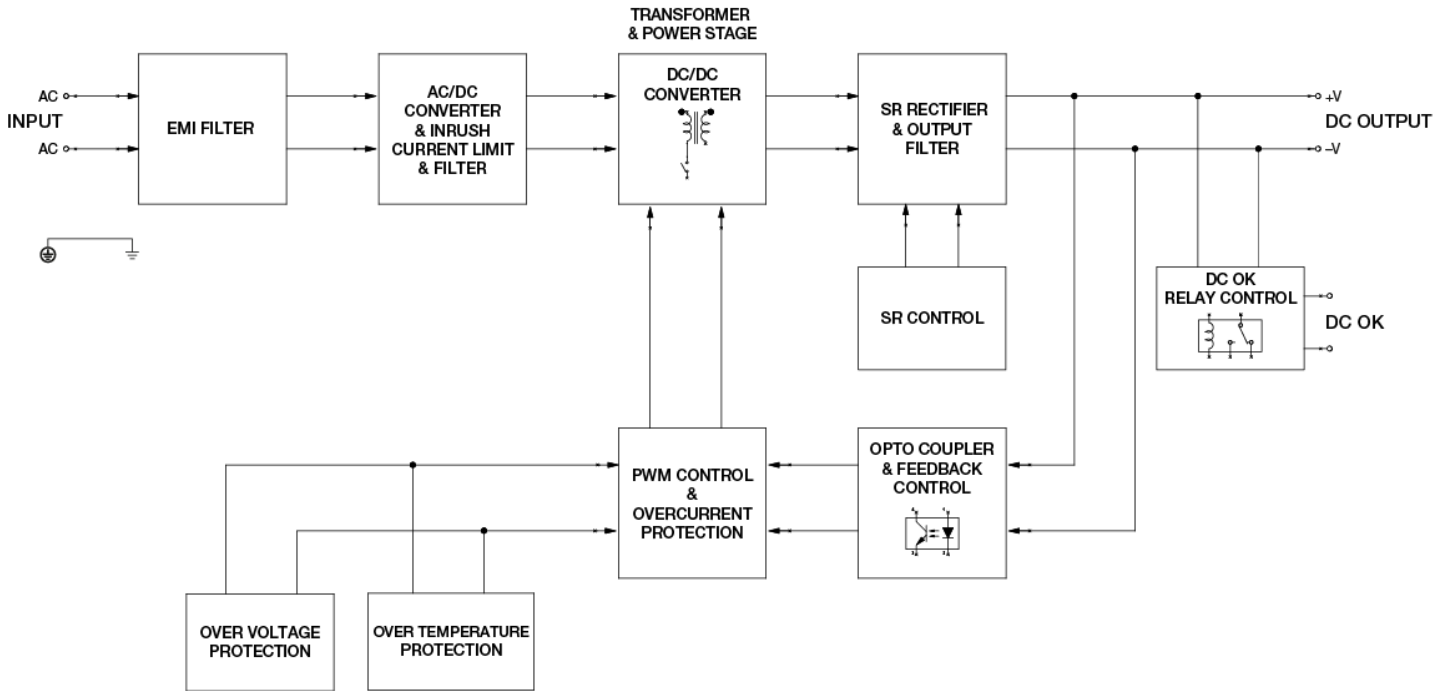 TRANSFORMER
& POWER STAGE
AC
INPUT
AC
EMI FILTER
AC/DC
CONVERTER
& INRUSH
CURRENT LIMIT
& FILTER
DC/DC
CONVERTER
SR RECTIFIER
& OUTPUT
FILTER
+V
DC OUTPUT
–V
SR CONTROL
DC OK
RELAY CONTROL
DC OK
PWM CONTROL
&
OVERCURRENT
PROTECTION
OPTO COUPLER
& FEEDBACK
CONTROL
OVER VOLTAGE
PROTECTION
OVER TEMPERATURE
PROTECTION